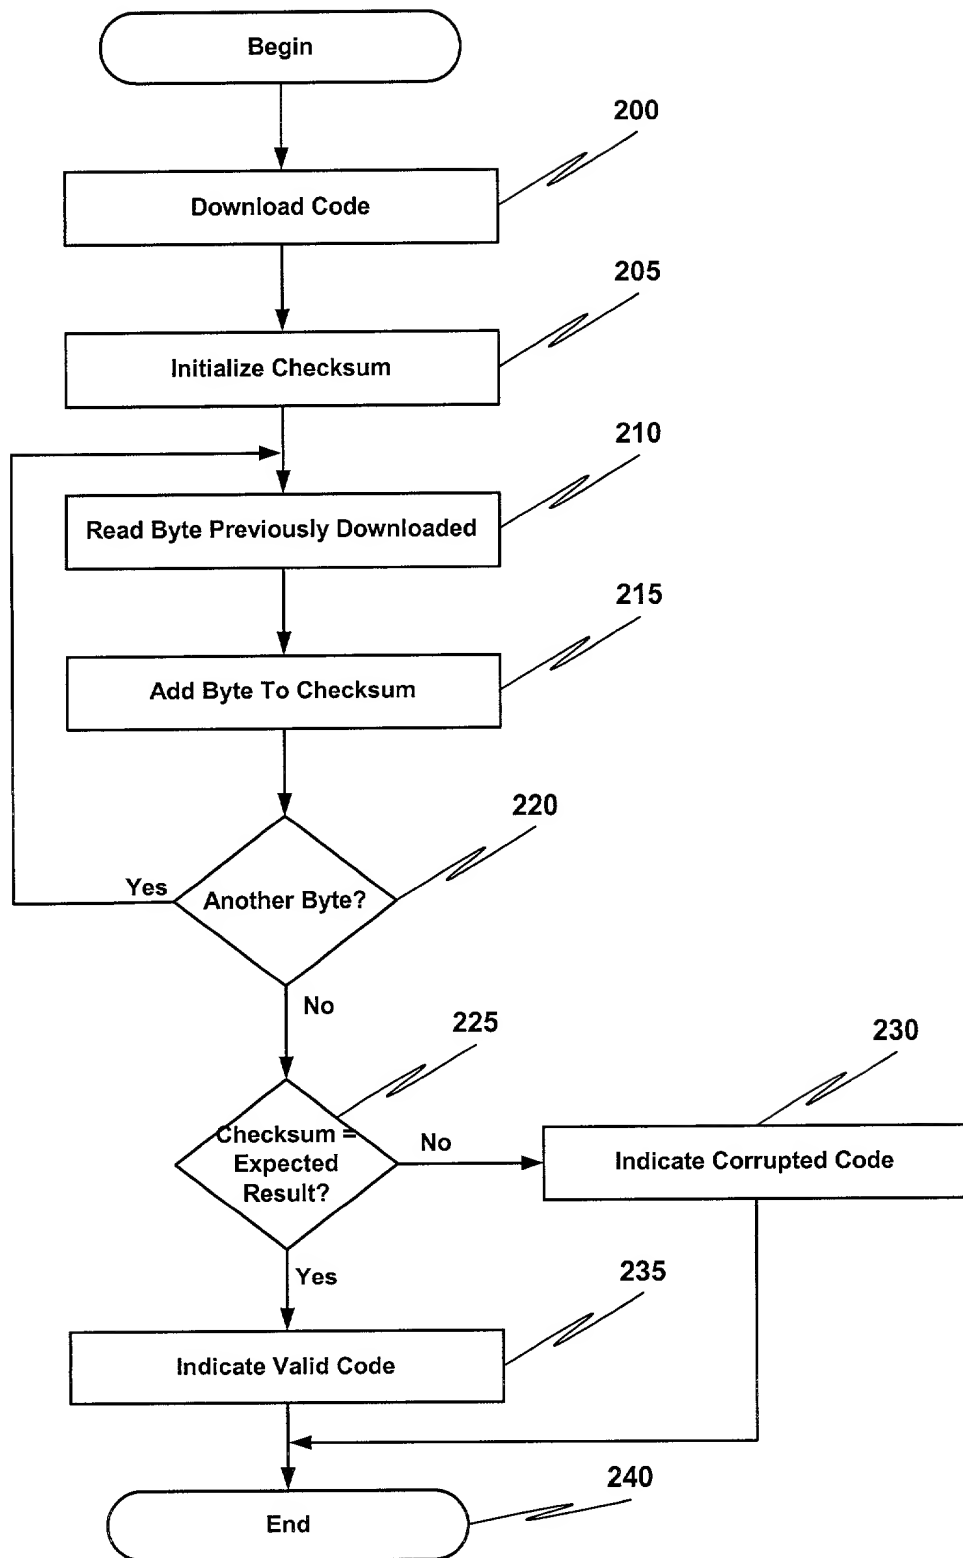 Begin
200
Download Code
205
Initialize Checksum
210
Read Byte Previously Downloaded
215
Add Byte To Checksum
220
Yes
Another Byte?
No
225
230
Checksum =
Expected
Result?
No
Indicate Corrupted Code
Yes
235
Indicate Valid Code
240
End